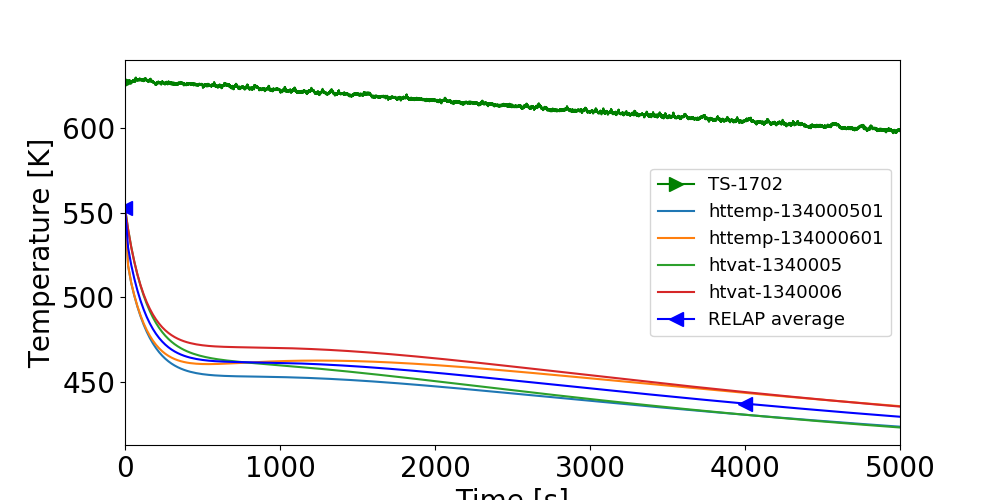 Temperature [K]
600
550
500
450
TS-1702
httemp-134000501
httemp-134000601
htvat-1340005
htvat-1340006
RELAP average
0 1000 2000 3000 4000 5000
Time [s]